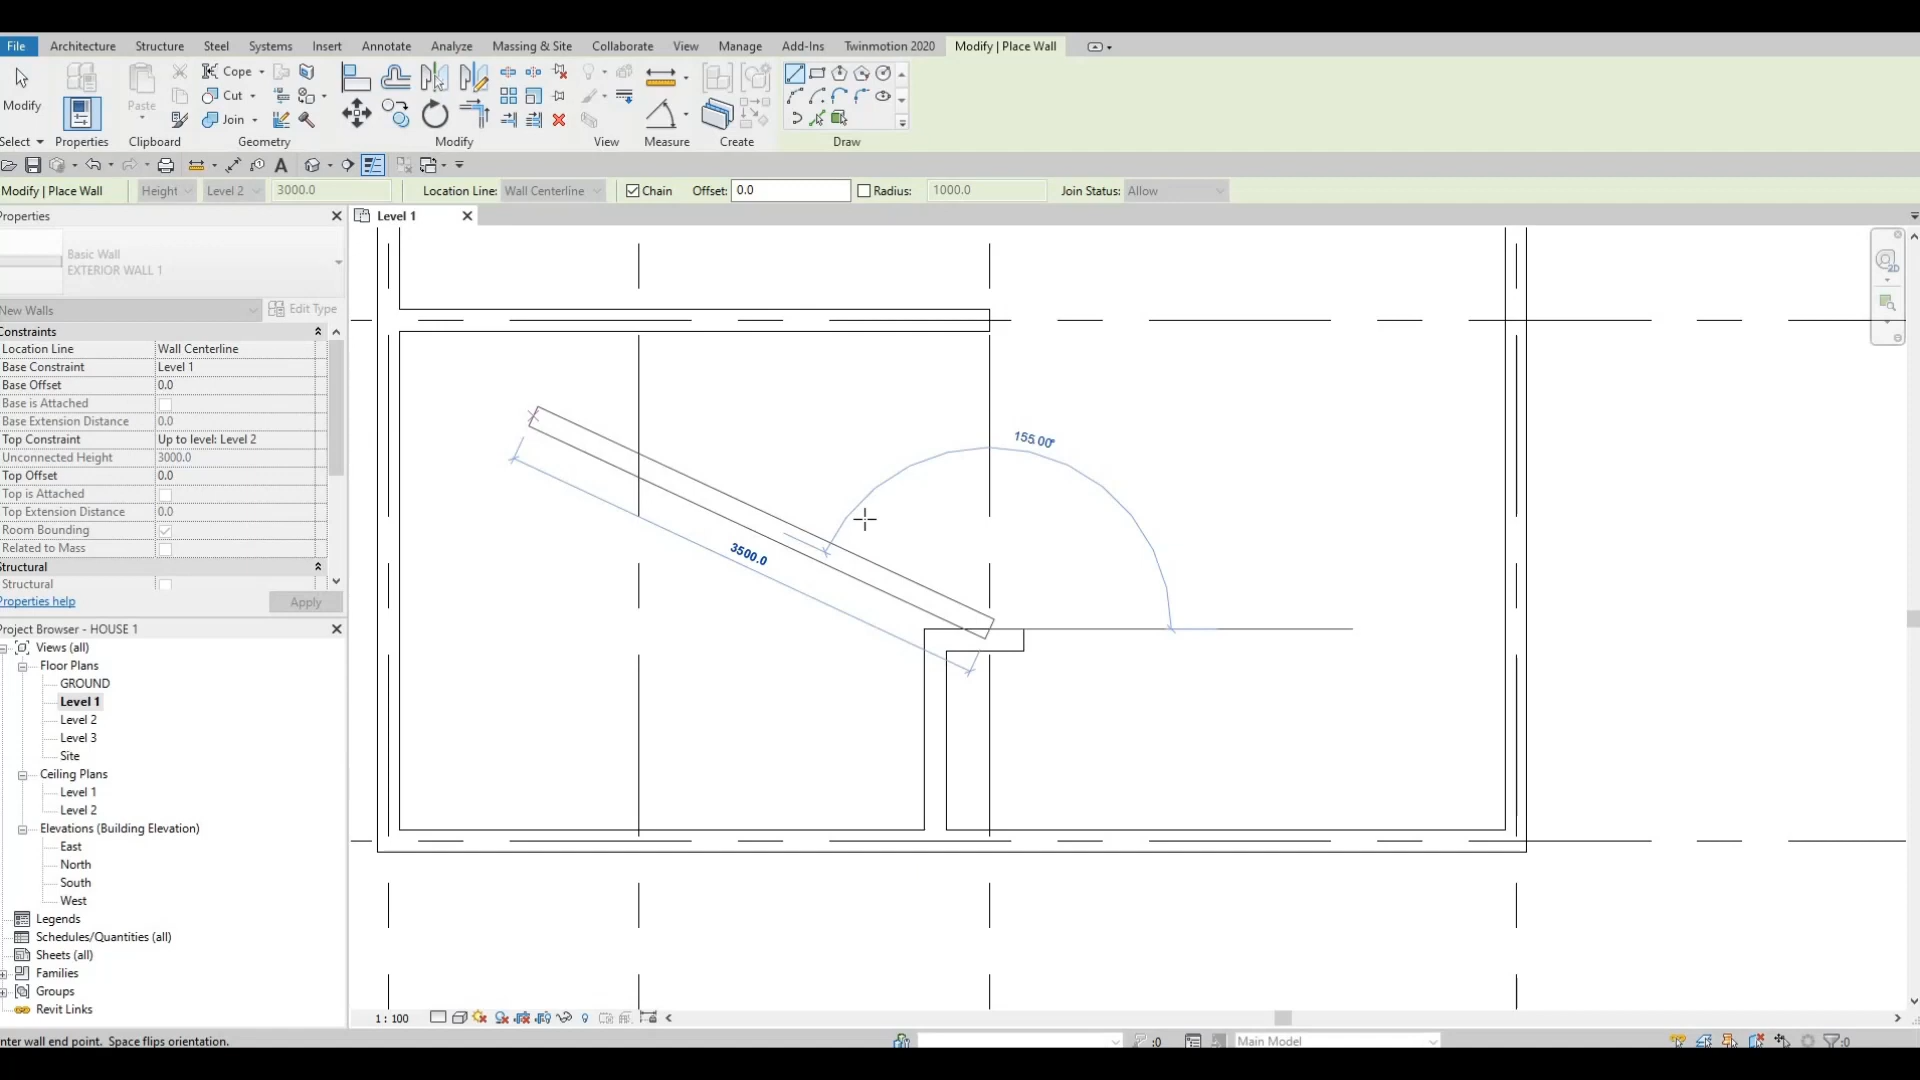 File Architecture Structure Steel Systems Insert Annotate Analyze Massing & Site Collaborate View Manage Add-Ins Twinmotion 2020 Modify | Place Wall
Modify Paste Cope Cut Join
Select Properties Clipboard Geometry Modify View Measure Create Draw
Modify | Place Wall Height Level 2 3000.0 Location Line: Wall Centerline Chain Offset: 0.0 Radius: 1000.0 Join Status: Allow
Properties
Level 1
Basic Wall
EXTERIOR WALL 1
New Walls Edit Type
Constraints
Location Line Wall Centerline
Base Constraint Level 1
Base Offset 0.0
Base is Attached
Base Extension Distance 0.0
Top Constraint Up to level: Level 2
Unconnected Height 3000.0
Top Offset 0.0
Top is Attached
Top Extension Distance 0.0
Room Bounding
Related to Mass
Structural
Structural
Properties help Apply
155.00°
3500.0
Project Browser - HOUSE 1
Views (all)
Floor Plans
GROUND
Level 1
Level 2
Level 3
Site
Ceiling Plans
Level 1
Level 2
Elevations (Building Elevation)
East
North
South
West
Legends
Schedules/Quantities (all)
Sheets (all)
Families
Groups
Revit Links
1 : 100
nter wall end point. Space flips orientation. :0 Main Model :0
2D